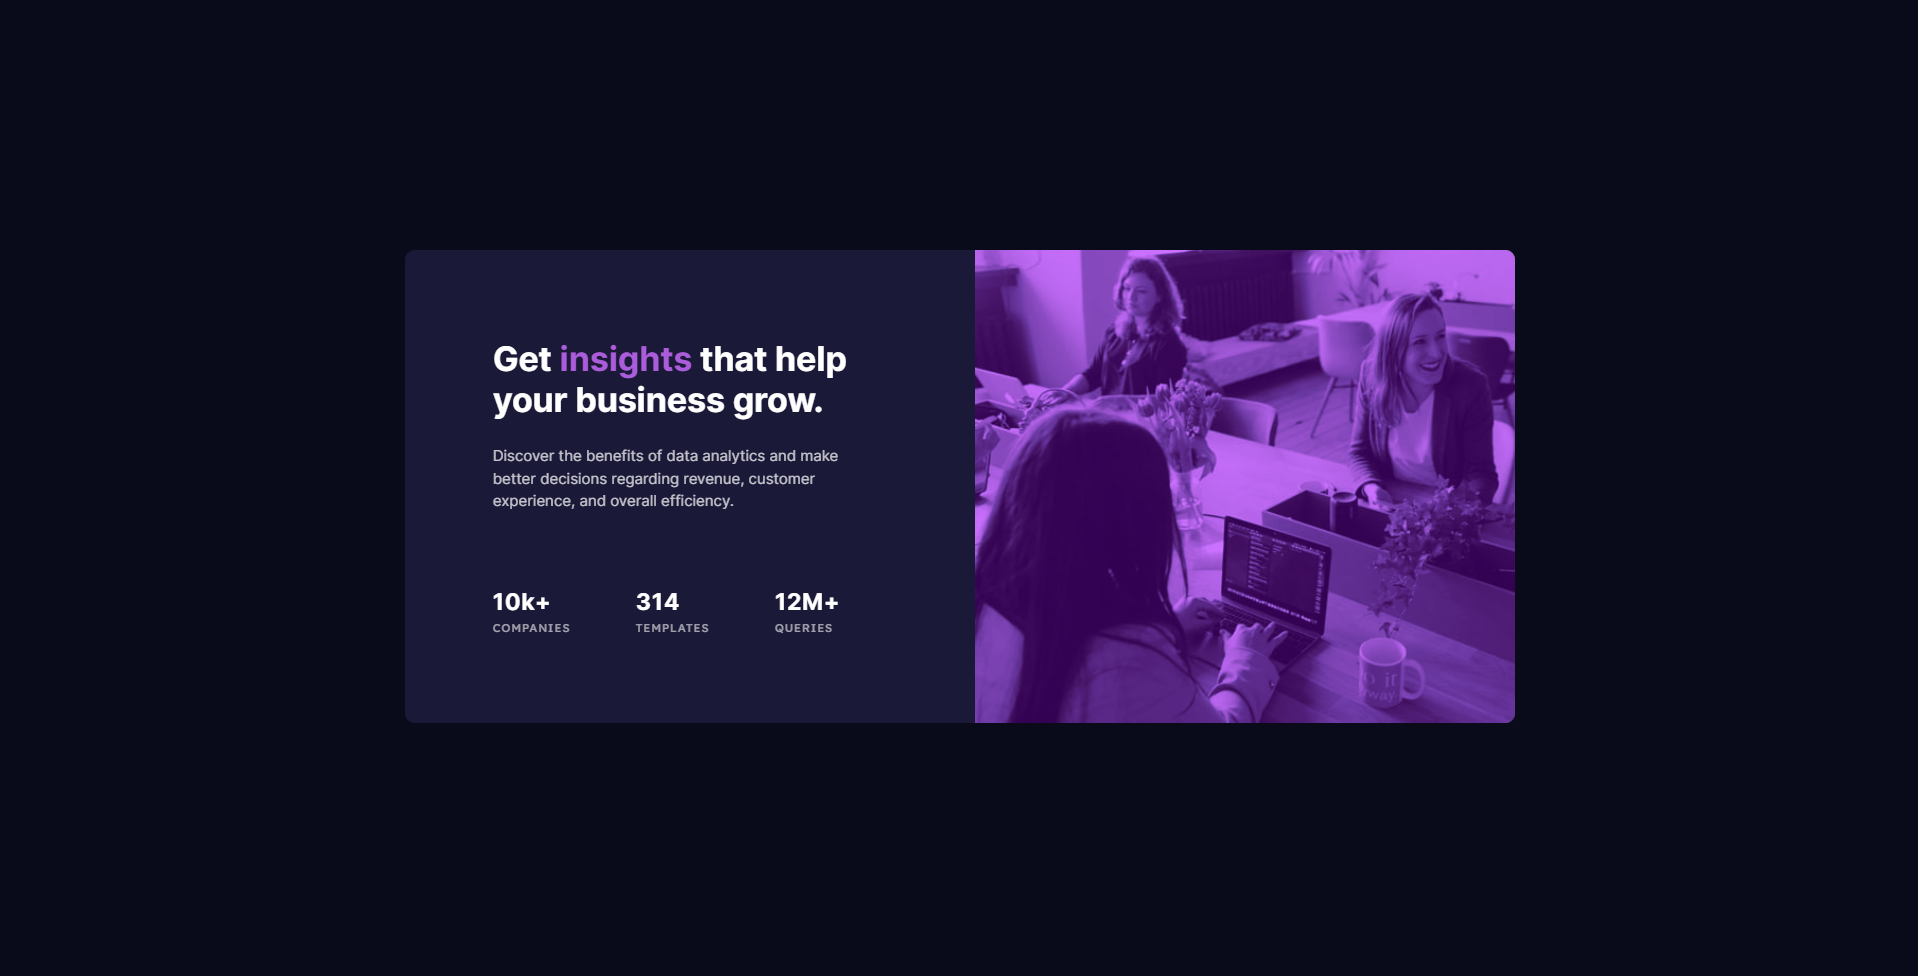 Get insights that help
your business grow.
Discover the benefits of data analytics and make
better decisions regarding revenue, customer
experience, and overall efficiency.
10k+ 314 12M+
COMPANIES TEMPLATES QUERIES